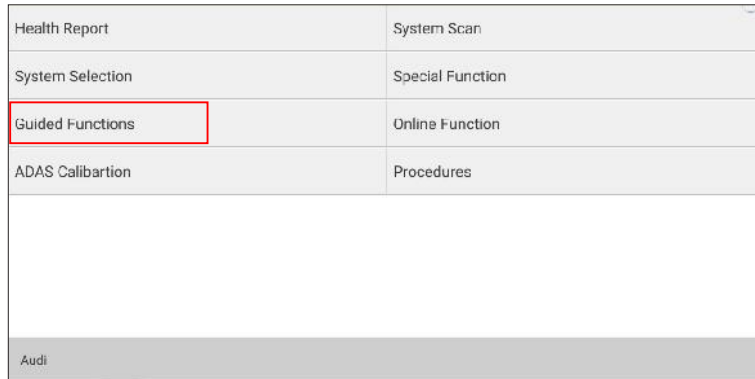 Health Report
System Scan
System Selection
Special Function
Guided Functions
Online Function
ADAS Calibartion
Procedures
Audi